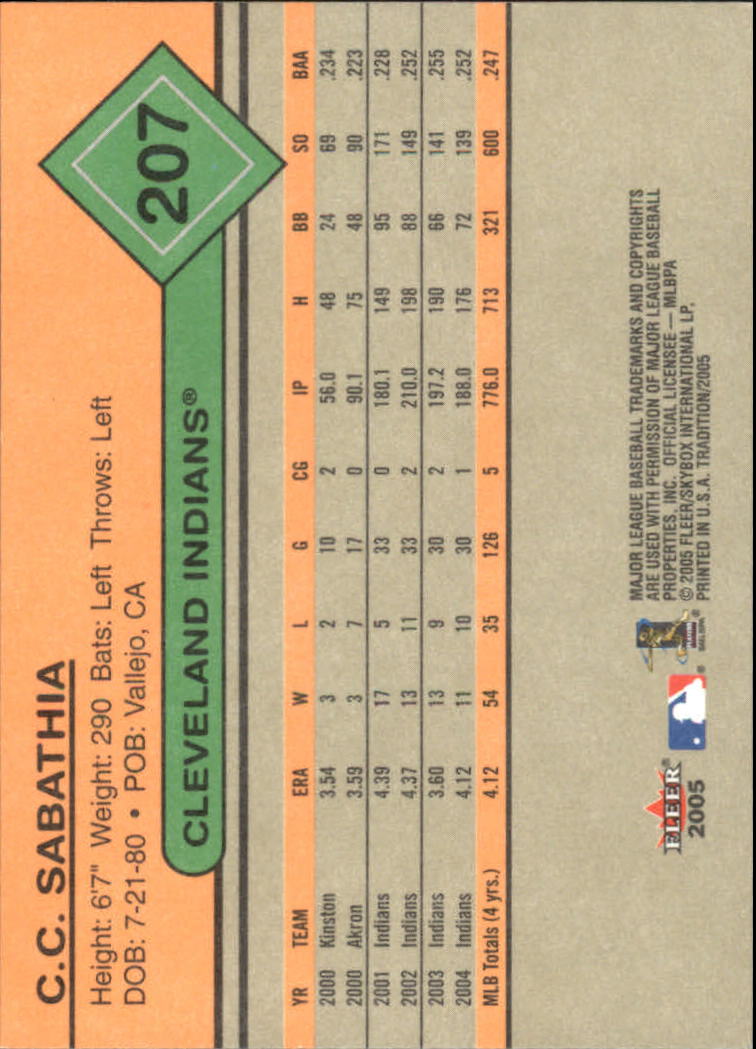 C.C. SABATHIA
Height: 6'7" Weight: 290 Bats: Left Throws: Left
DOB: 7-21-80 • POB: Vallejo, CA
207
CLEVELAND INDIANS®
YR TEAM ERA W L G CG IP H BB SO BAA
2000 Kinston 3.54 3 2 10 2 56.0 48 24 69 .234
2000 Akron 3.59 3 7 17 0 90.1 75 48 90 .223
2001 Indians 4.39 17 5 33 0 180.1 149 95 171 .228
2002 Indians 4.37 13 11 33 2 210.0 198 88 149 .252
2003 Indians 3.60 13 9 30 2 197.2 190 66 141 .255
2004 Indians 4.12 11 10 30 1 188.0 176 72 139 .252
MLB Totals (4 yrs.) 4.12 54 35 126 5 776.0 713 321 600 .247
FLEER®
2005
®
MAJOR LEAGUE BASEBALL TRADEMARKS AND COPYRIGHTS
ARE USED WITH PERMISSION OF MAJOR LEAGUE BASEBALL
PROPERTIES, INC. OFFICIAL LICENSEE — MLBPA
© 2005 FLEER/SKYBOX INTERNATIONAL LP.
PRINTED IN U.S.A. TRADITION/2005